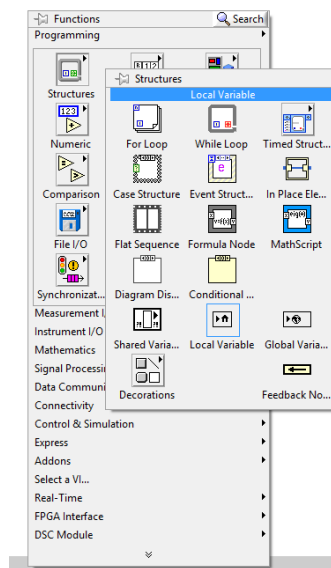 Functions
Search
Programming
Structures
Local Variable
Structures
For Loop
While Loop
Timed Struct...
Numeric
Case Structure
Event Struct...
In Place Ele...
Comparison
Flat Sequence
Formula Node
MathScript
File I/O
Diagram Dis...
Conditional ...
Synchronizat...
Shared Varia...
Local Variable
Global Varia...
Decorations
Feedback No...
Measurement I
Instrument I/O
Mathematics
Signal Processi
Data Communi
Connectivity
Control & Simulation
Express
Addons
Select a VI...
Real-Time
FPGA Interface
DSC Module